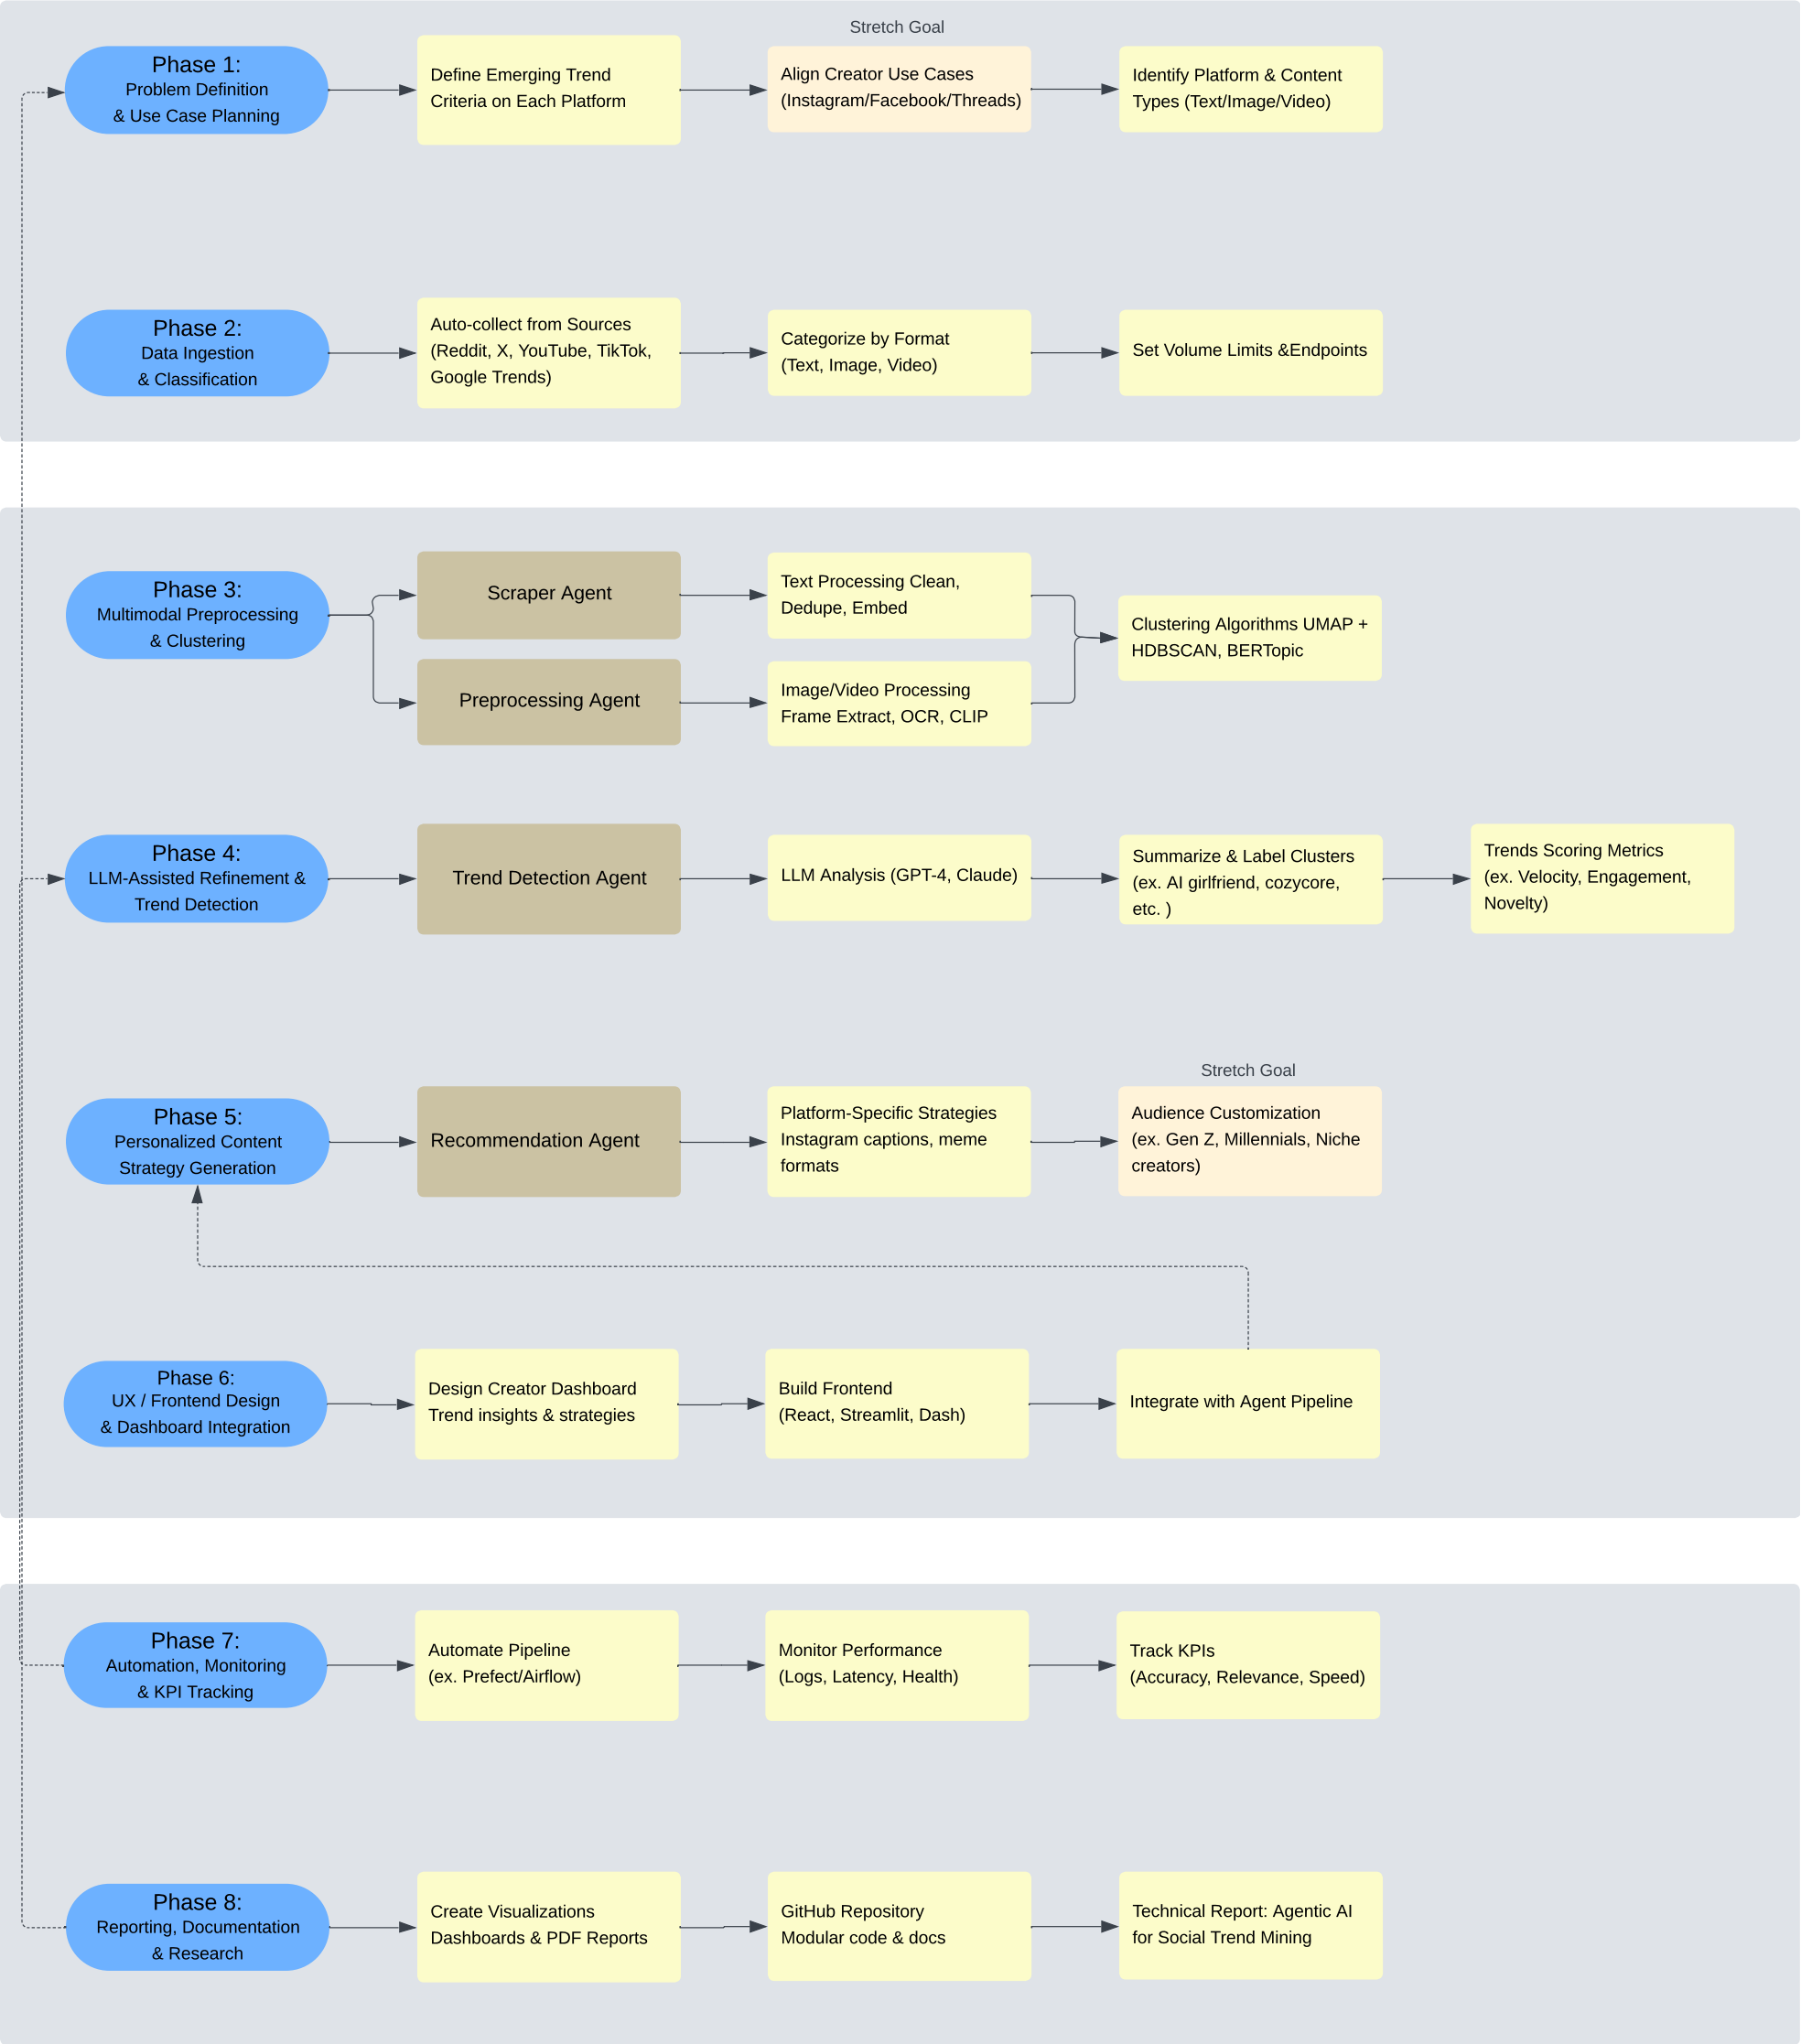 Stretch Goal
Phase 1:
Problem Definition
& Use Case Planning
Define Emerging Trend
Criteria on Each Platform
Align Creator Use Cases
(Instagram/Facebook/Threads)
Identify Platform & Content
Types (Text/Image/Video)
Phase 2:
Data Ingestion
& Classification
Auto-collect from Sources
(Reddit, X, YouTube, TikTok,
Google Trends)
Categorize by Format
(Text, Image, Video)
Set Volume Limits &Endpoints
Phase 3:
Multimodal Preprocessing
& Clustering
Scraper Agent
Text Processing Clean,
Dedupe, Embed
Preprocessing Agent
Image/Video Processing
Frame Extract, OCR, CLIP
Clustering Algorithms UMAP +
HDBSCAN, BERTopic
Phase 4:
LLM-Assisted Refinement &
Trend Detection
Trend Detection Agent
LLM Analysis (GPT-4, Claude)
Summarize & Label Clusters
(ex. AI girlfriend, cozycore,
etc. )
Trends Scoring Metrics
(ex. Velocity, Engagement,
Novelty)
Stretch Goal
Phase 5:
Personalized Content
Strategy Generation
Recommendation Agent
Platform-Specific Strategies
Instagram captions, meme
formats
Audience Customization
(ex. Gen Z, Millennials, Niche
creators)
Phase 6:
UX / Frontend Design
& Dashboard Integration
Design Creator Dashboard
Trend insights & strategies
Build Frontend
(React, Streamlit, Dash)
Integrate with Agent Pipeline
Phase 7:
Automation, Monitoring
& KPI Tracking
Automate Pipeline
(ex. Prefect/Airflow)
Monitor Performance
(Logs, Latency, Health)
Track KPIs
(Accuracy, Relevance, Speed)
Phase 8:
Reporting, Documentation
& Research
Create Visualizations
Dashboards & PDF Reports
GitHub Repository
Modular code & docs
Technical Report: Agentic AI
for Social Trend Mining